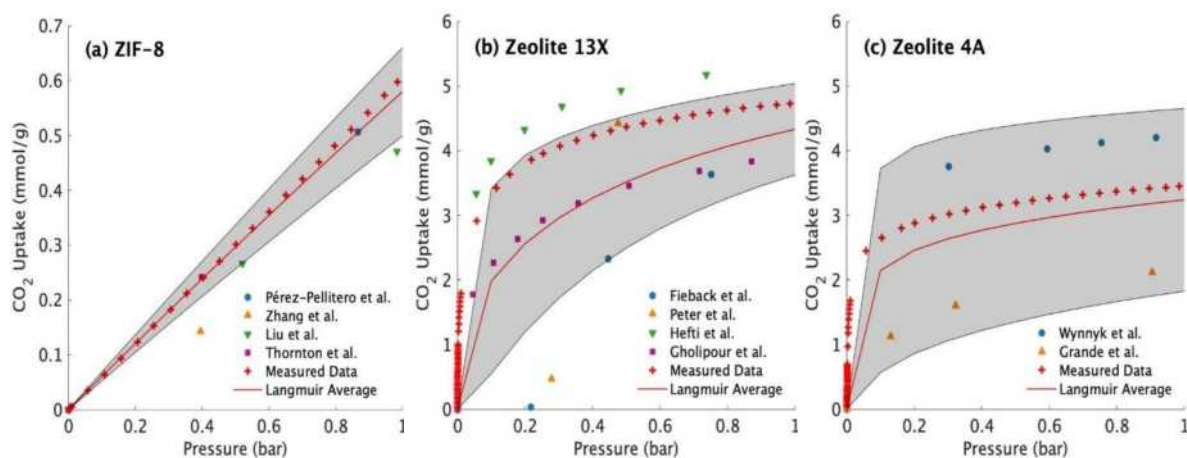 (a) ZIF-8
CO2 Uptake (mmol/g)
0.7
0.6
0.5
0.4
0.3
0.2
0.1
0
0 0.2 0.4 0.6 0.8 1
Pressure (bar)
Pérez-Pellitero et al.
Zhang et al.
Liu et al.
Thornton et al.
Measured Data
Langmuir Average
(b) Zeolite 13X
CO2 Uptake (mmol/g)
6
5
4
3
2
1
0
0 0.2 0.4 0.6 0.8 1
Pressure (bar)
Fieback et al.
Peter et al.
Hefti et al.
Gholipour et al.
Measured Data
Langmuir Average
(c) Zeolite 4A
CO2 Uptake (mmol/g)
6
5
4
3
2
1
0
0 0.2 0.4 0.6 0.8 1
Pressure (bar)
Wynnyk et al.
Grande et al.
Measured Data
Langmuir Average